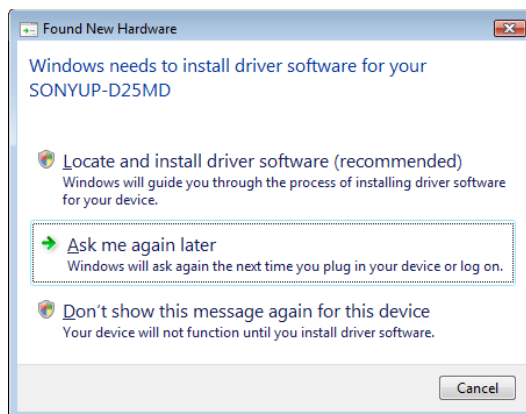 Found New Hardware
Windows needs to install driver software for your
SONYUP-D25MD
Locate and install driver software (recommended)
Windows will guide you through the process of installing driver software
for your device.
Ask me again later
Windows will ask again the next time you plug in your device or log on.
Don't show this message again for this device
Your device will not function until you install driver software.
Cancel